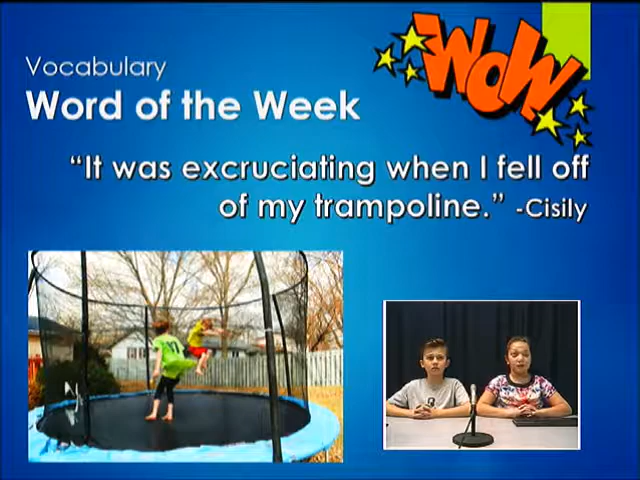 Vocabulary
Word of the Week
WOW
“It was excruciating when I fell off
of my trampoline.” -Cisily